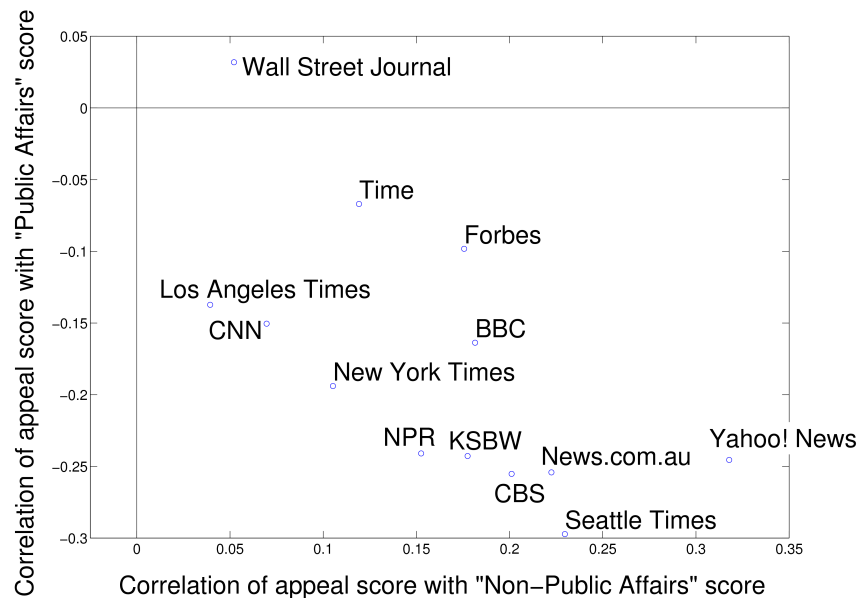 Correlation of appeal score with "Public Affairs" score
0.05
0
−0.05
−0.1
−0.15
−0.2
−0.25
−0.3
Wall Street Journal
Time
Forbes
Los Angeles Times
CNN
BBC
New York Times
NPR
KSBW
Yahoo! News
News.com.au
CBS
Seattle Times
0
0.05
0.1
0.15
0.2
0.25
0.3
0.35
Correlation of appeal score with "Non−Public Affairs" score